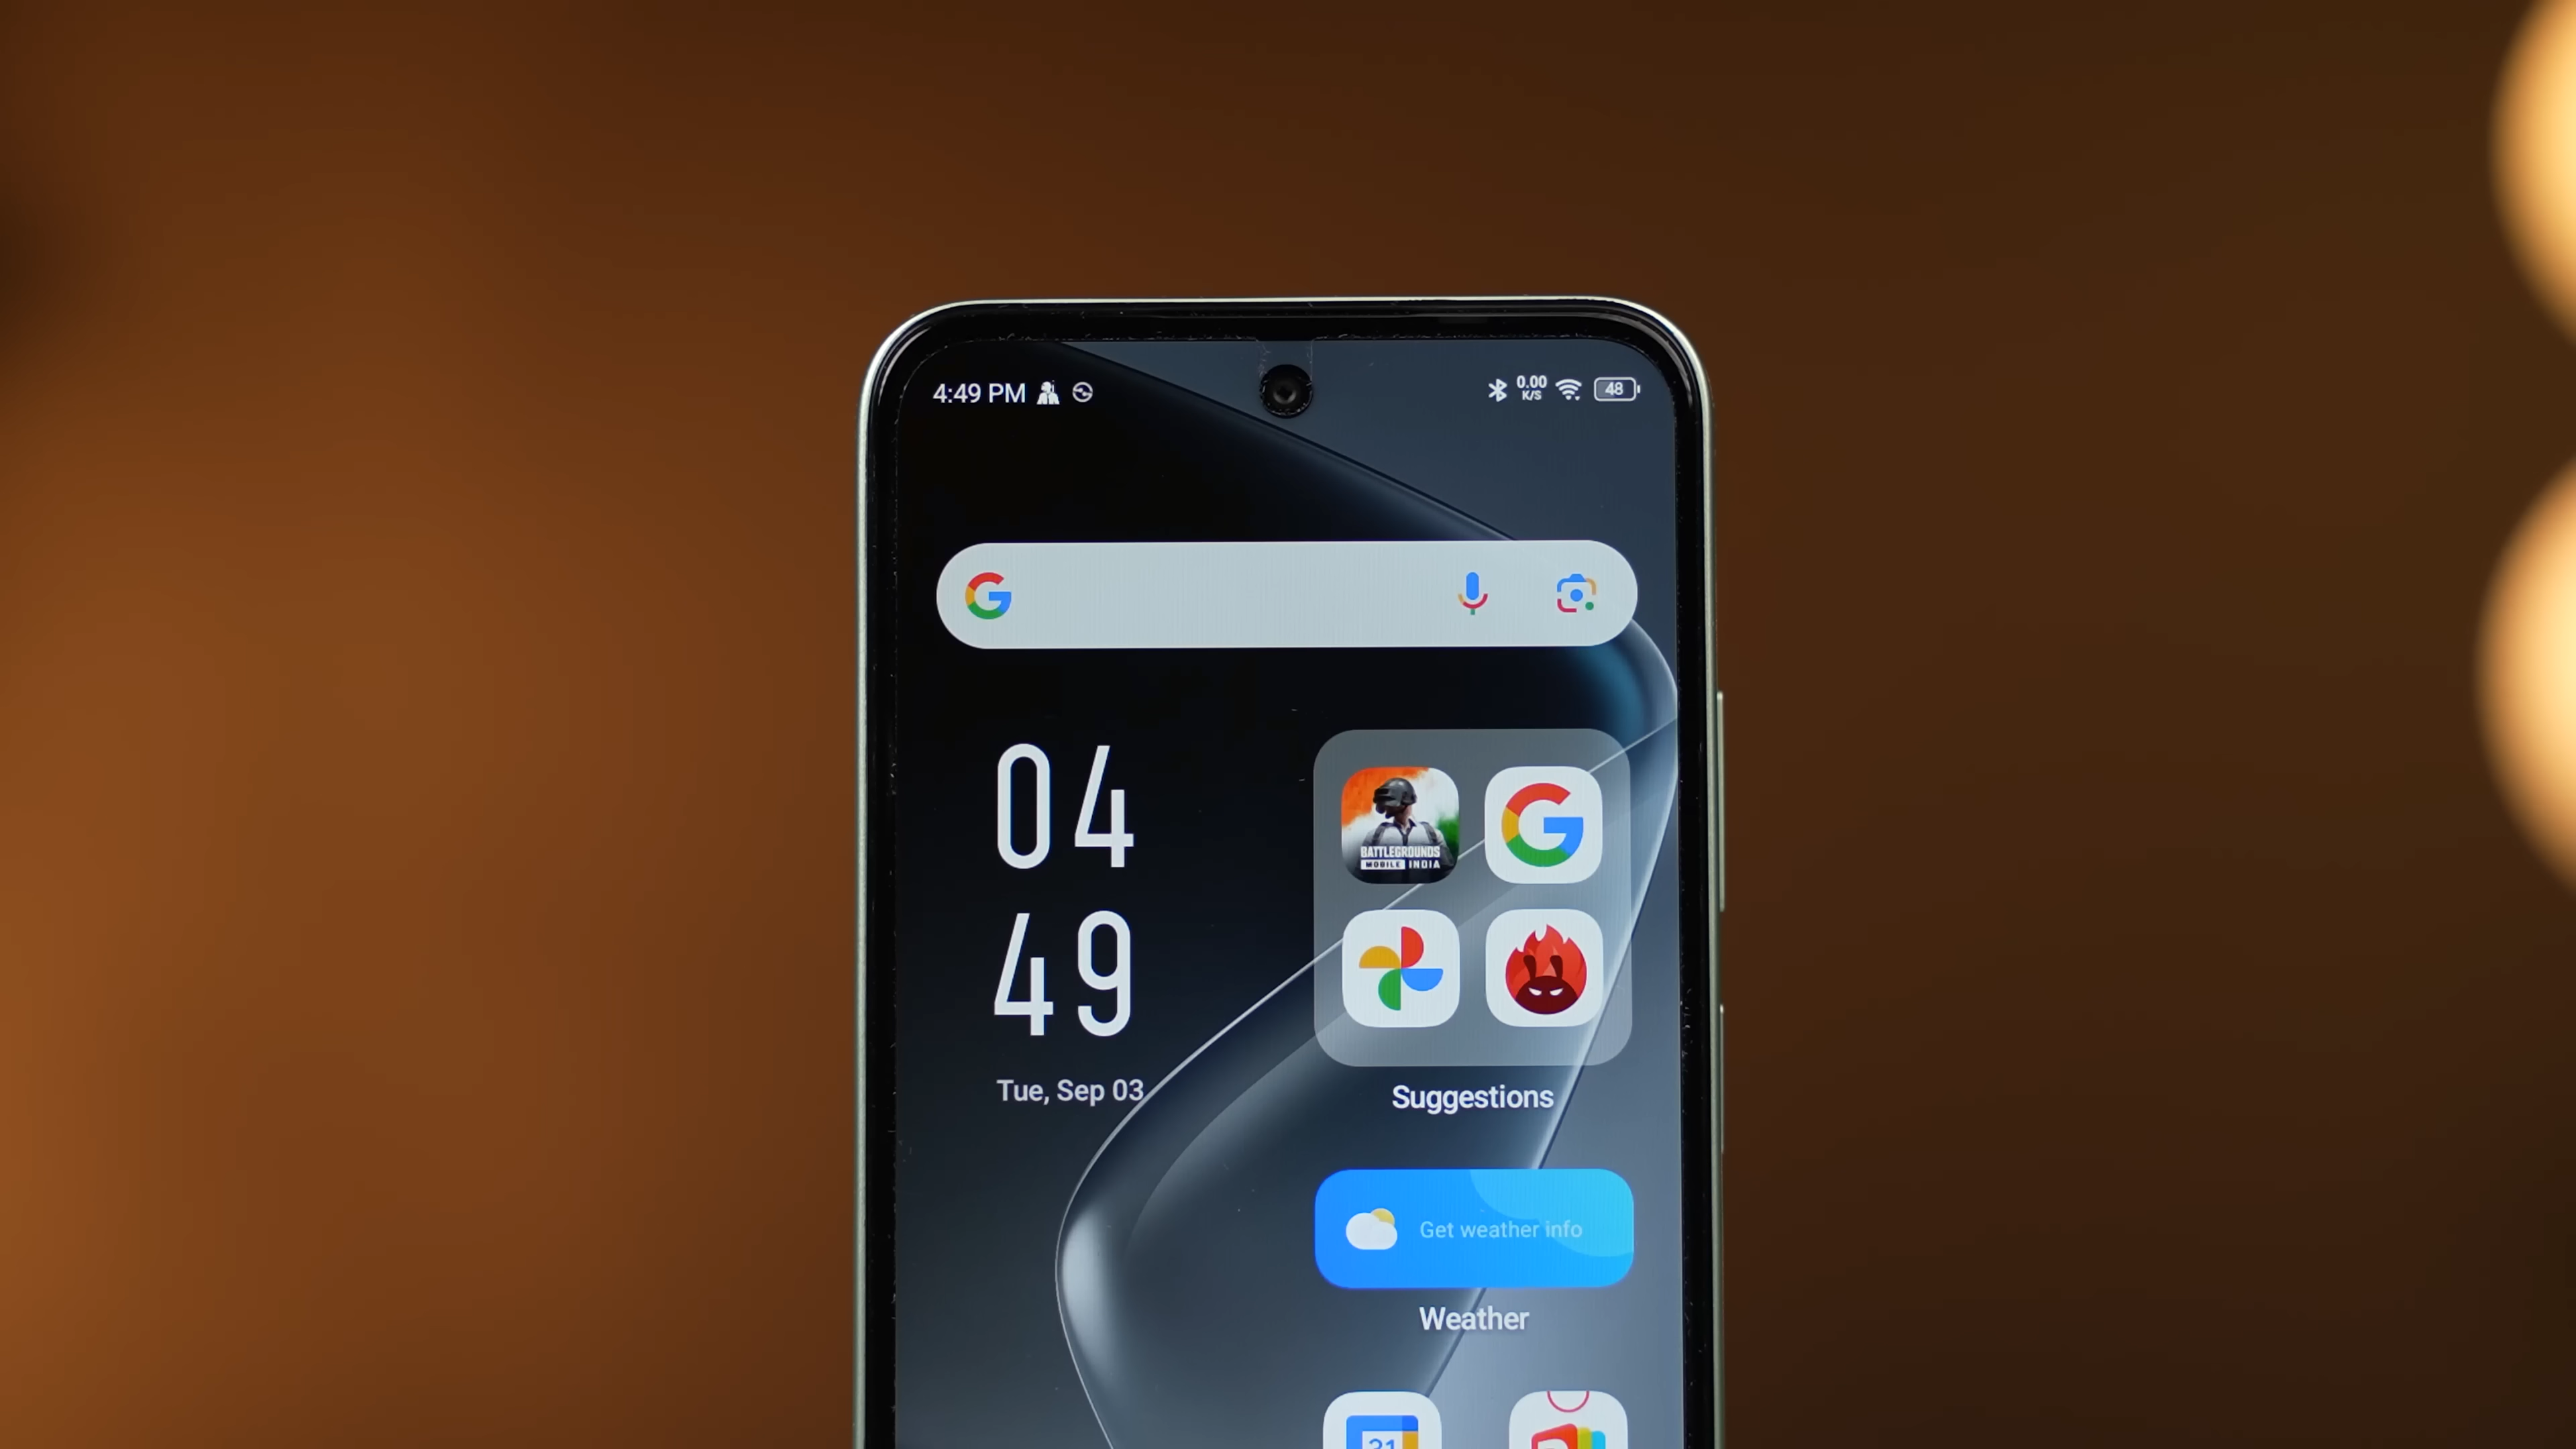 4:49 PM
0.00
K/S
48
G
04
49
Tue, Sep 03
BATTLEGROUNDS
MOBILE INDIA
G
Suggestions
Get weather info
Weather
31